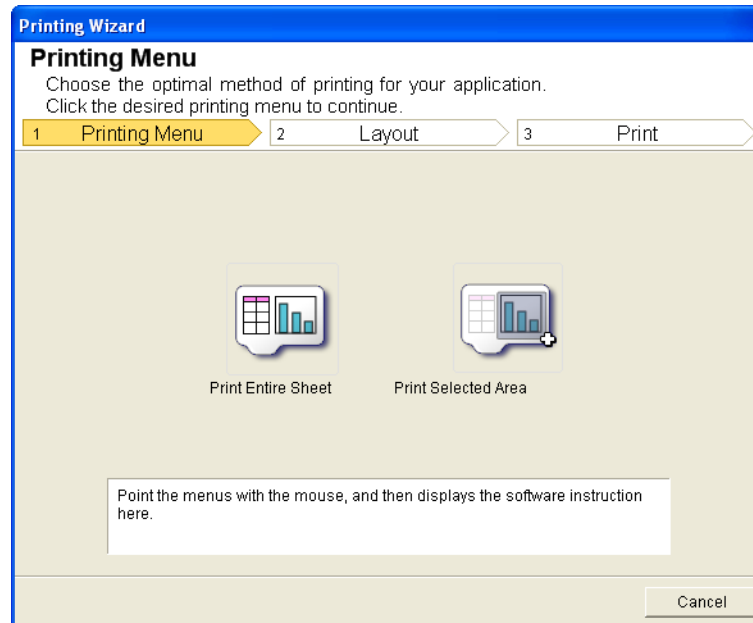 Printing Wizard
Printing Menu
Choose the optimal method of printing for your application.
Click the desired printing menu to continue.
1 Printing Menu 2 Layout 3 Print
Print Entire Sheet Print Selected Area
Point the menus with the mouse, and then displays the software instruction
here.
Cancel